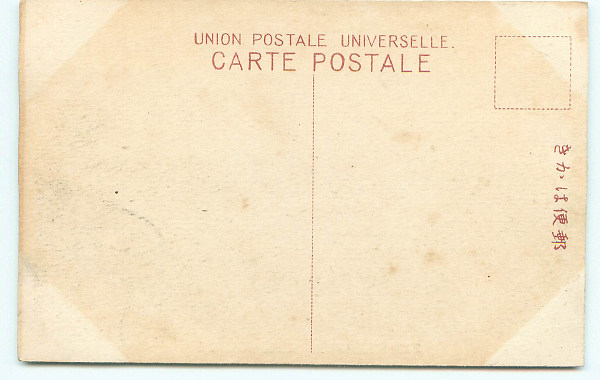 UNION POSTALE UNIVERSELLE.
CARTE POSTALE
郵便はかき